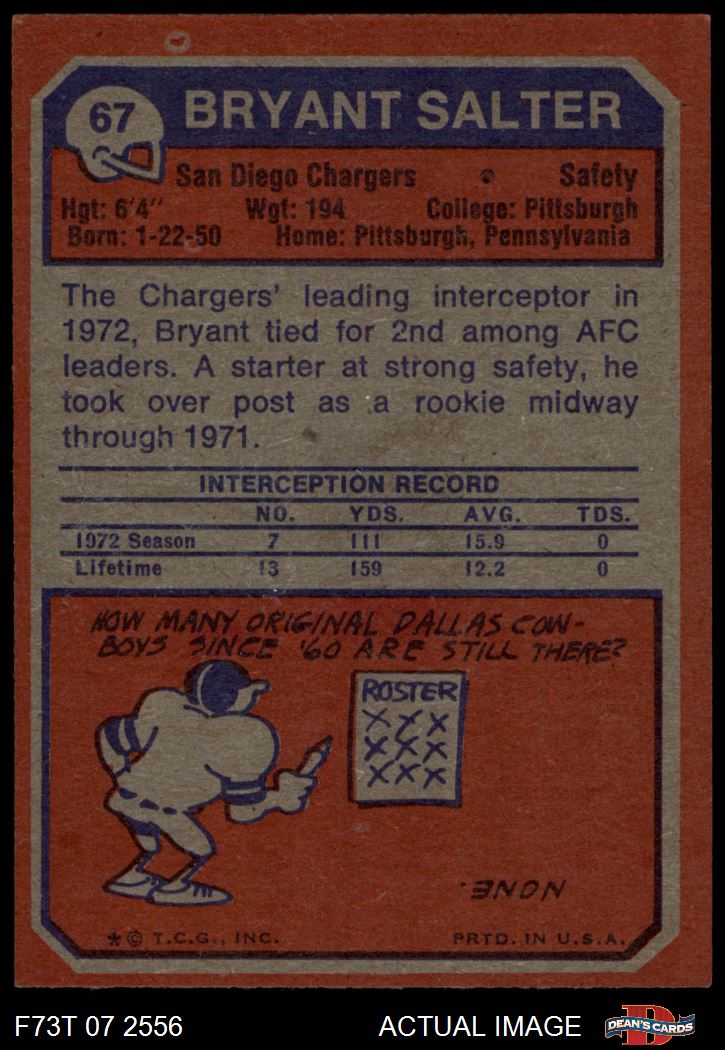 67
BRYANT SALTER
San Diego Chargers • Safety
Hgt: 6'4" Wgt: 194 College: Pittsburgh
Born: 1-22-50 Home: Pittsburgh, Pennsylvania
The Chargers' leading interceptor in
1972, Bryant tied for 2nd among AFC
leaders. A starter at strong safety, he
took over post as a rookie midway
through 1971.
INTERCEPTION RECORD
NO. YDS. AVG. TDS.
1972 Season 7 111 15.9 0
Lifetime 13 159 12.2 0
HOW MANY ORIGINAL DALLAS COW-
BOYS SINCE '60 ARE STILL THERE?
ROSTER
XXX
XXX
XXX
NONE.
* © T.C.G., INC. PRTD. IN U.S.A.
F73T 07 2556 ACTUAL IMAGE
D
DEAN'S CARDS